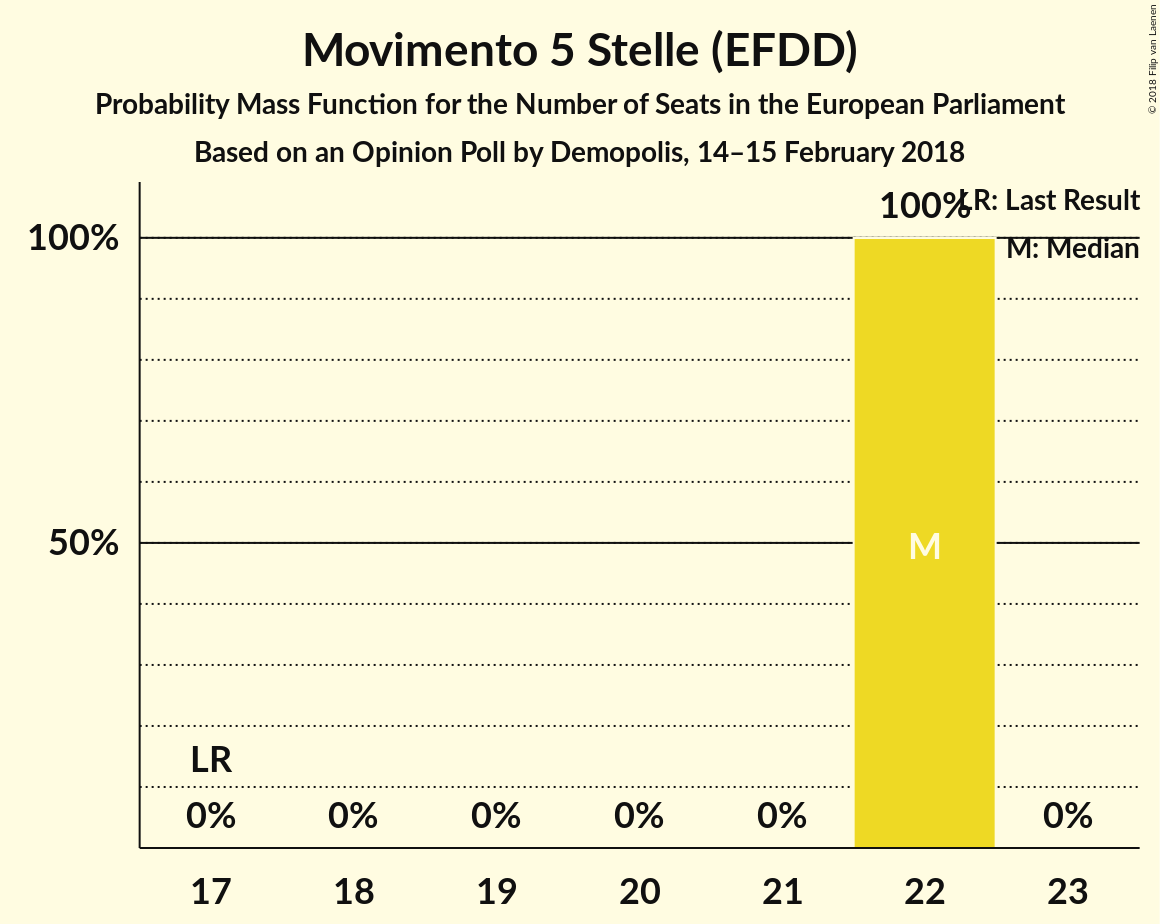 Movimento 5 Stelle (EFDD)
Probability Mass Function for the Number of Seats in the European Parliament
Based on an Opinion Poll by Demopolis, 14–15 February 2018
© 2018 Filip van Laenen
100%
LR: Last Result
M: Median
100%
50%
M
LR
0%
0%
0%
0%
0%
0%
17
18
19
20
21
22
23